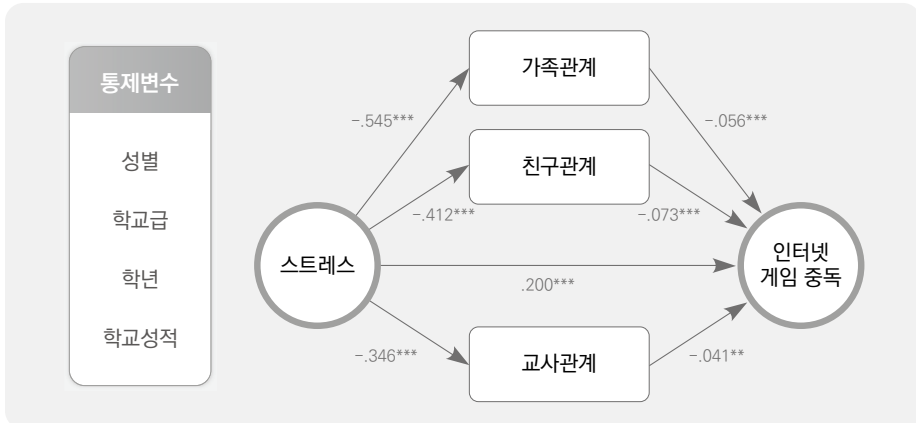 통제변수
성별
학교급
학년
학교성적
가족관계
-.545***
-.056***
친구관계
-.412***
-.073***
스트레스
인터넷
게임 중독
.200***
-.346***
교사관계
-.041**